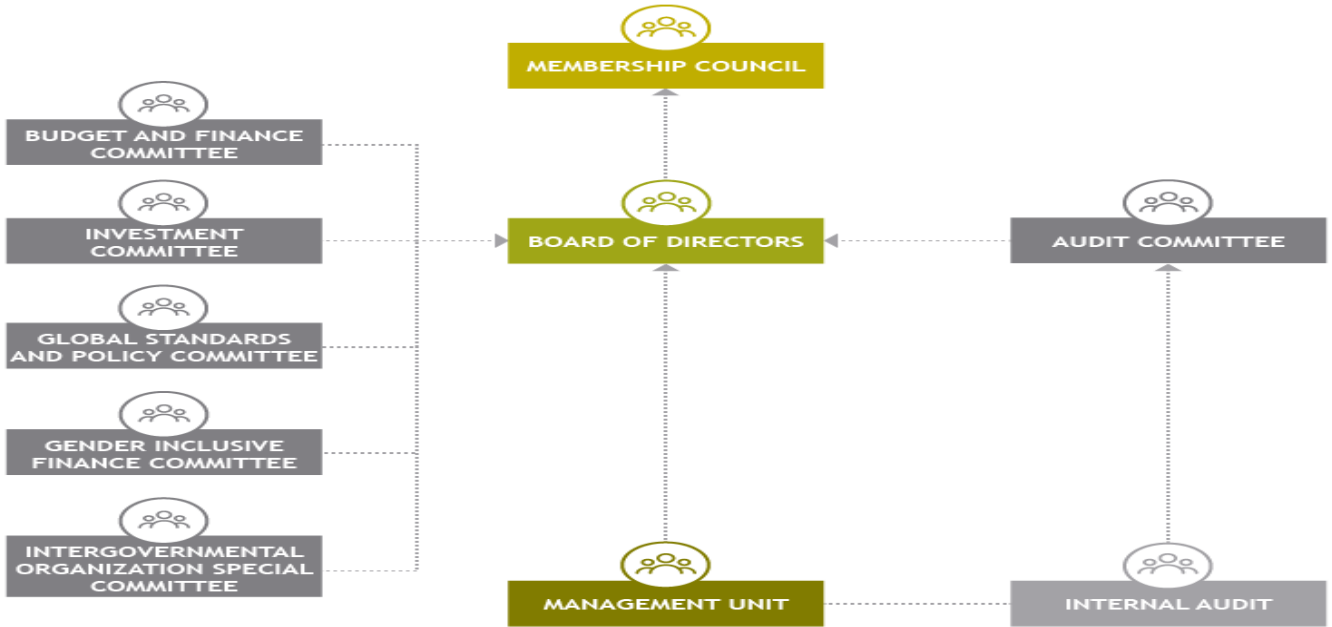 MEMBERSHIP COUNCIL
BUDGET AND FINANCE
COMMITTEE
INVESTMENT
COMMITTEE
BOARD OF DIRECTORS
AUDIT COMMITTEE
GLOBAL STANDARDS
AND POLICY COMMITTEE
GENDER INCLUSIVE
FINANCE COMMITTEE
INTERGOVERNMENTAL
ORGANIZATION SPECIAL
COMMITTEE
MANAGEMENT UNIT
INTERNAL AUDIT